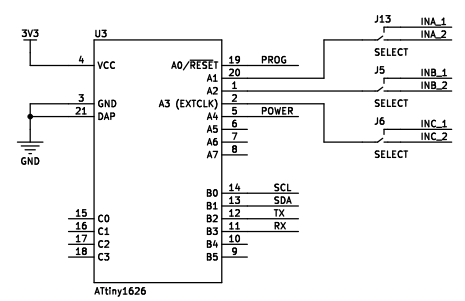 J13
INA_1
INA_2
SELECT
3V3
U3
4
VCC
A0/RESET
19
PROG
A1
20
J5
INB_1
INB_2
SELECT
A2
1
3
GND
A3 (EXTCLK)
2
21
DAP
A4
5
POWER
J6
INC_1
INC_2
SELECT
A5
6
A6
7
A7
8
GND
B0
14
SCL
B1
13
SDA
15
C0
B2
12
TX
16
C1
B3
11
RX
17
C2
B4
10
18
C3
B5
9
ATtiny1626